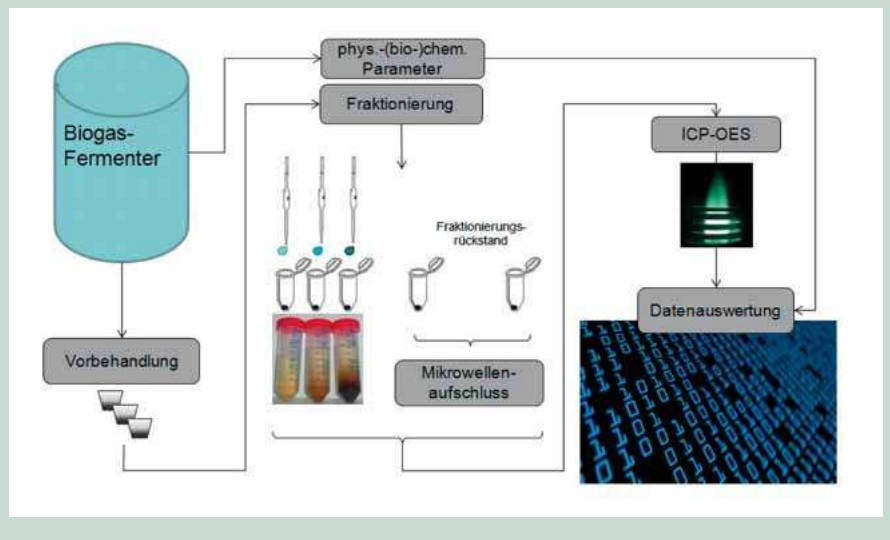 phys.-(bio-)chem.
Parameter
Fraktionierung
Biogas-
Fermenter
ICP-OES
Fraktionierungs-
rückstand
Datenauswertung
Vorbehandlung
Mikrowellen-
aufschluss